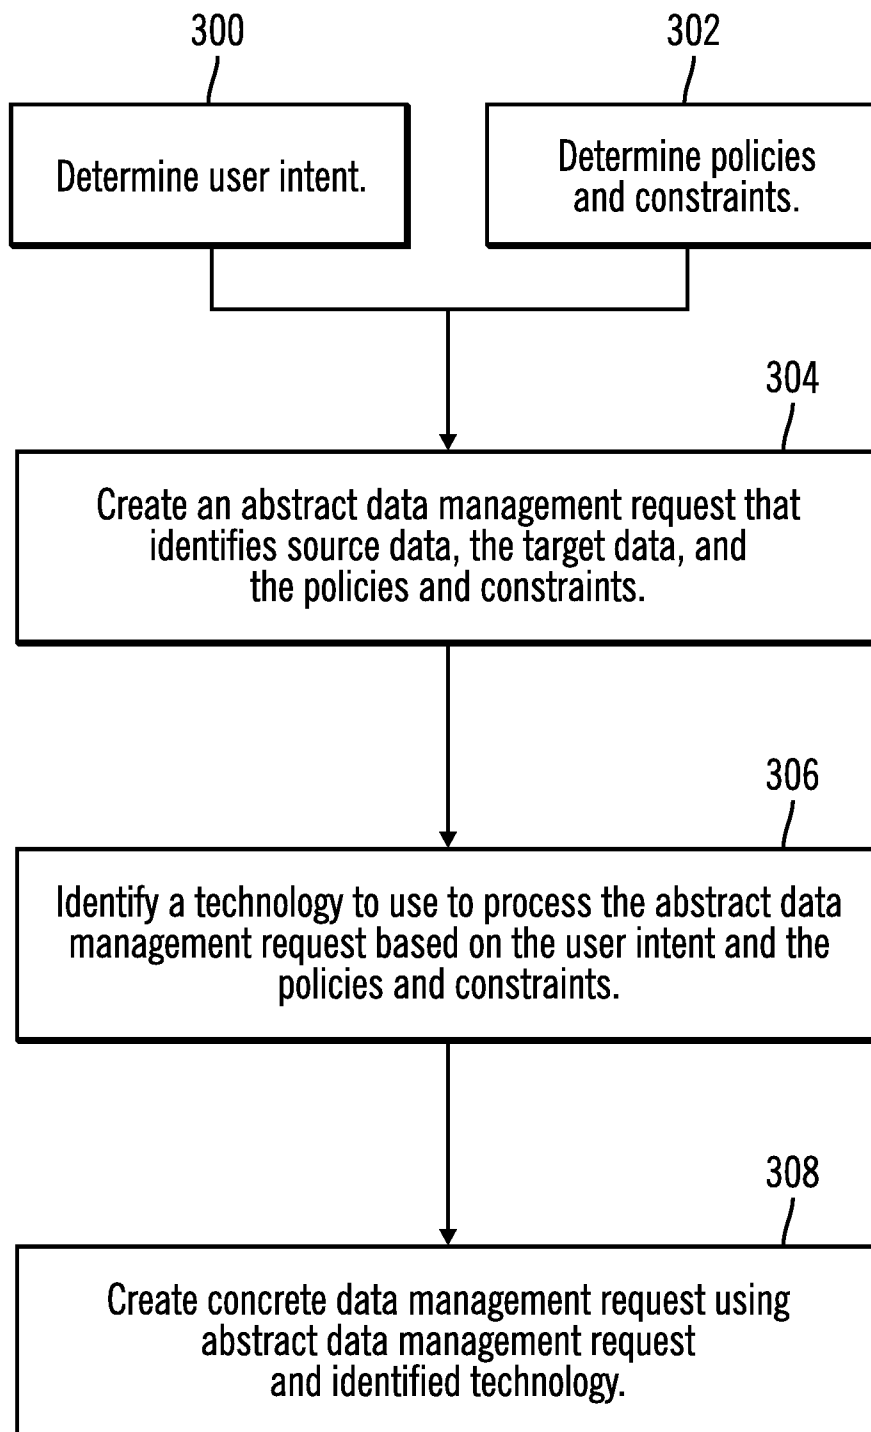 300
302
Determine user intent.
Determine policies
and constraints.
304
Create an abstract data management request that
identifies source data, the target data, and
the policies and constraints.
306
Identify a technology to use to process the abstract data
management request based on the user intent and the
policies and constraints.
308
Create concrete data management request using
abstract data management request
and identified technology.